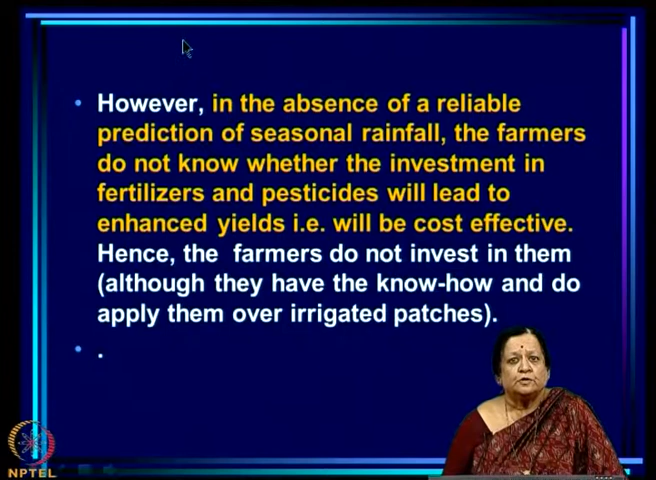 • However, in the absence of a reliable
prediction of seasonal rainfall, the farmers
do not know whether the investment in
fertilizers and pesticides will lead to
enhanced yields i.e. will be cost effective.
Hence, the  farmers do not invest in them
(although they have the know-how and do
apply them over irrigated patches).
• .
NPTEL